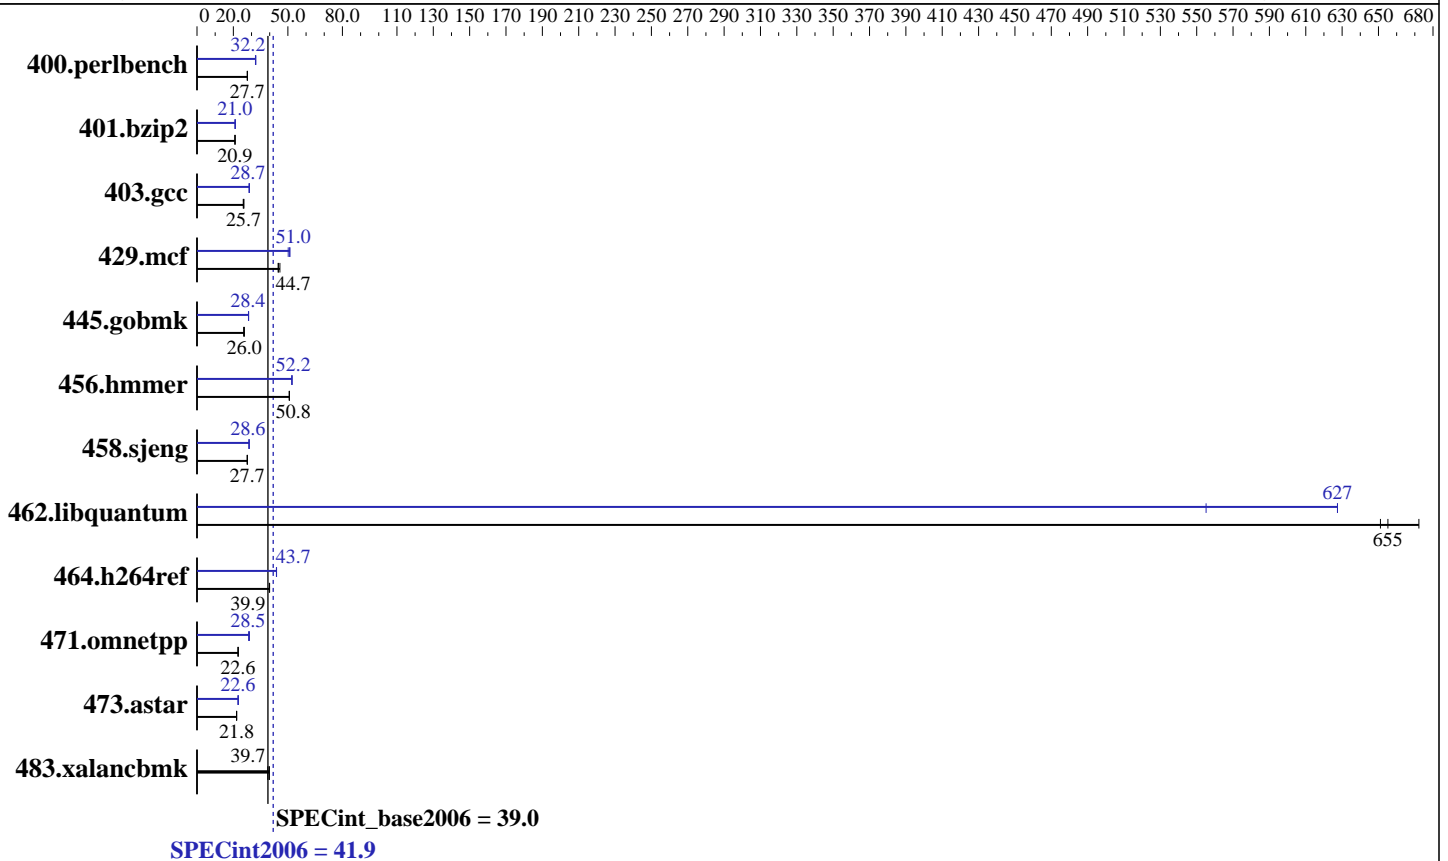 0 20.0 50.0 80.0 110 130 150 170 190 210 230 250 270 290 310 330 350 370 390 410 430 450 470 490 510 530 550 570 590 610 630 650 680
400.perlbench
32.2
27.7
401.bzip2
21.0
20.9
403.gcc
28.7
25.7
429.mcf
51.0
44.7
445.gobmk
28.4
26.0
456.hmmer
52.2
50.8
458.sjeng
28.6
27.7
462.libquantum
627
655
464.h264ref
43.7
39.9
471.omnetpp
28.5
22.6
473.astar
22.6
21.8
483.xalancbmk
39.7
SPECint_base2006 = 39.0
SPECint2006 = 41.9